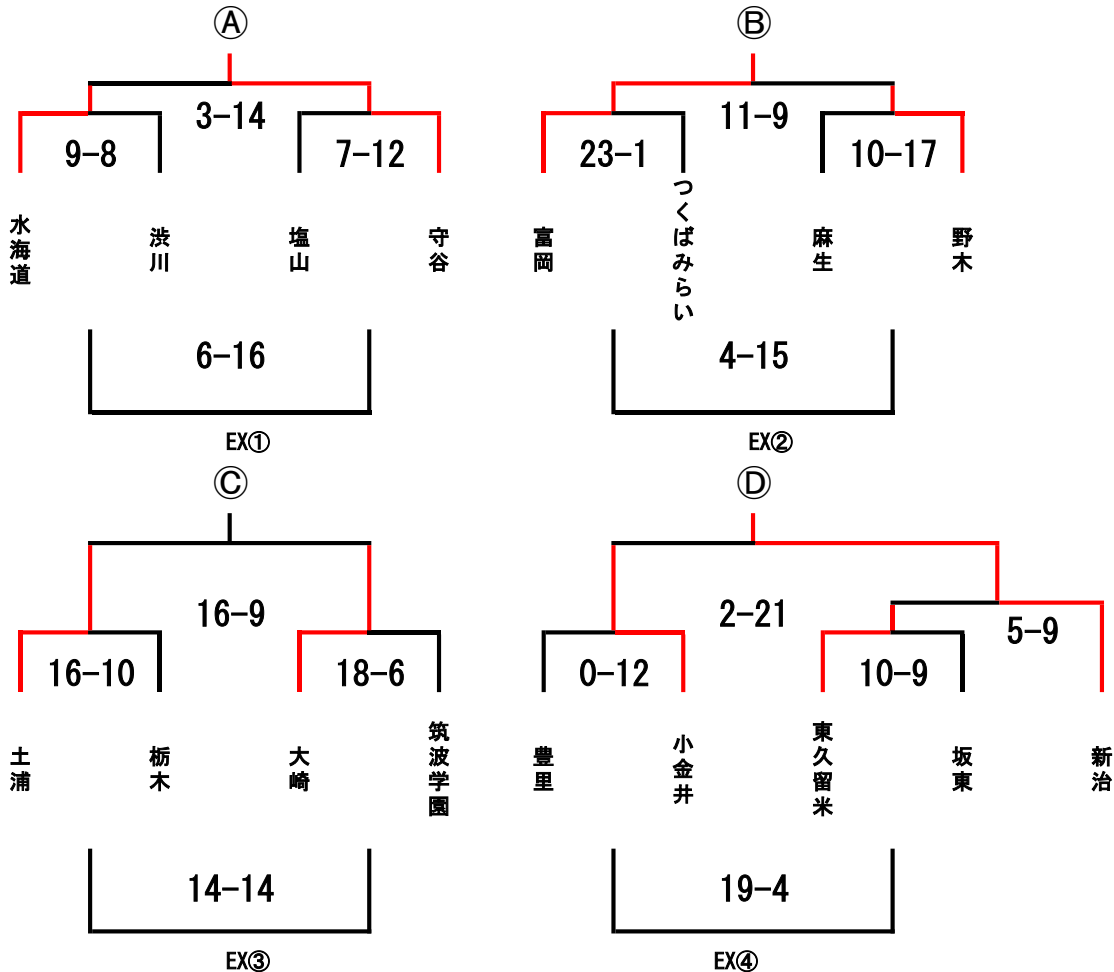 Ⓐ
3-14
9-8
7-12
水海道
渋川
塩山
守谷
6-16
EX①
Ⓑ
11-9
23-1
10-17
富岡
つくばみらい
麻生
野木
4-15
EX②
Ⓒ
16-9
16-10
18-6
土浦
栃木
大崎
筑波学園
14-14
EX③
Ⓓ
2-21
5-9
0-12
10-9
豊里
小金井
東久留米
坂東
新治
19-4
EX④